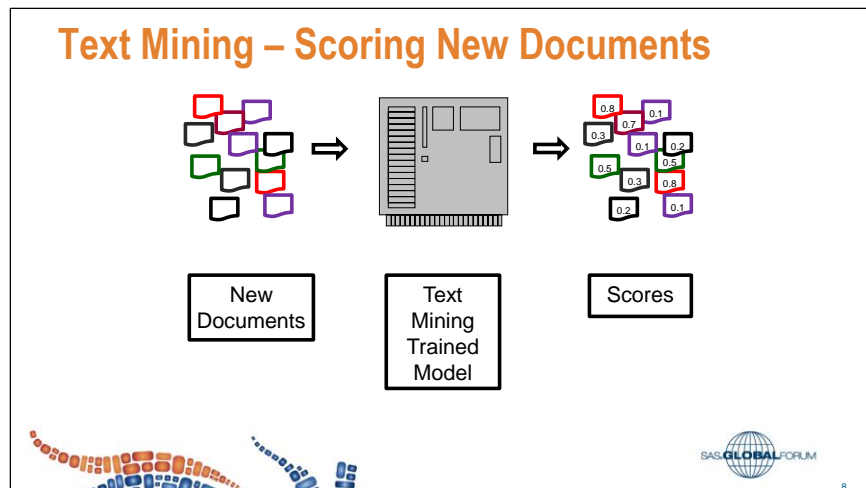 Text Mining – Scoring New Documents
0.8
0.1
0.7
0.3
0.1
0.2
0.5
0.5
0.3
0.8
0.2
0.1
New
Documents
Text
Mining
Trained
Model
Scores
SAS GLOBAL FORUM
8